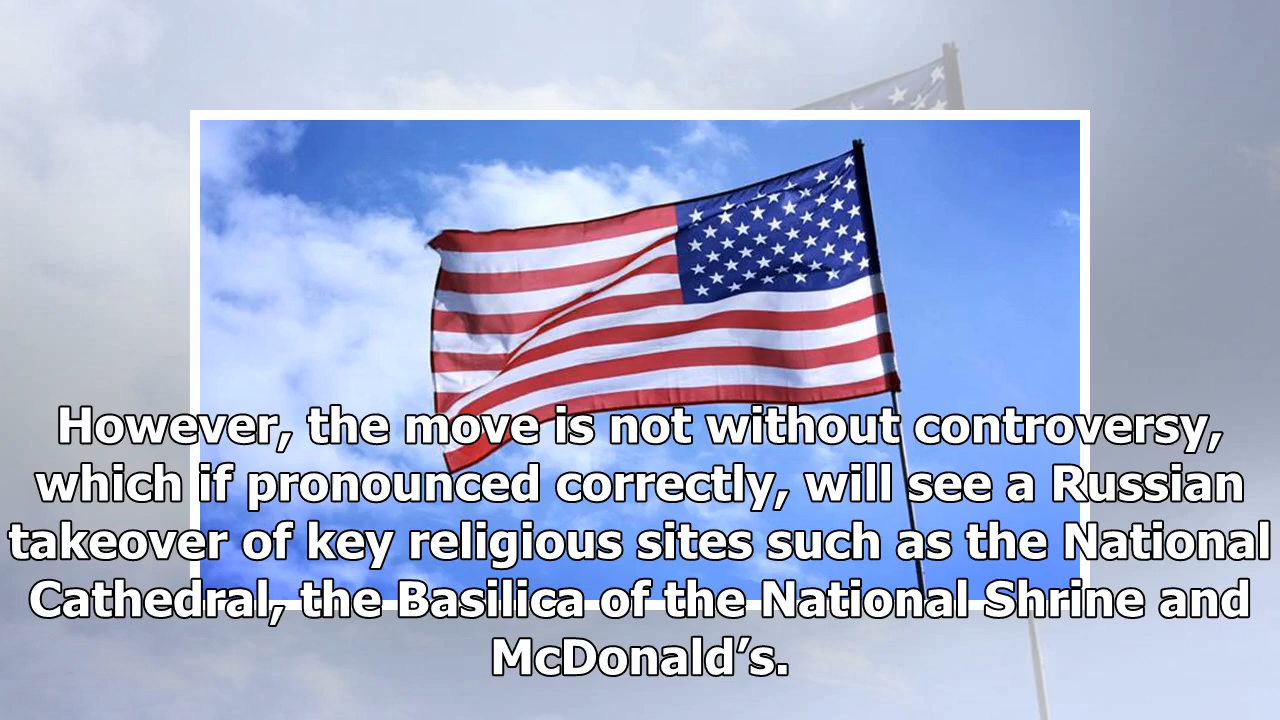 However, the move is not without controversy,
which if pronounced correctly, will see a Russian
takeover of key religious sites such as the National
Cathedral, the Basilica of the National Shrine and
McDonald’s.